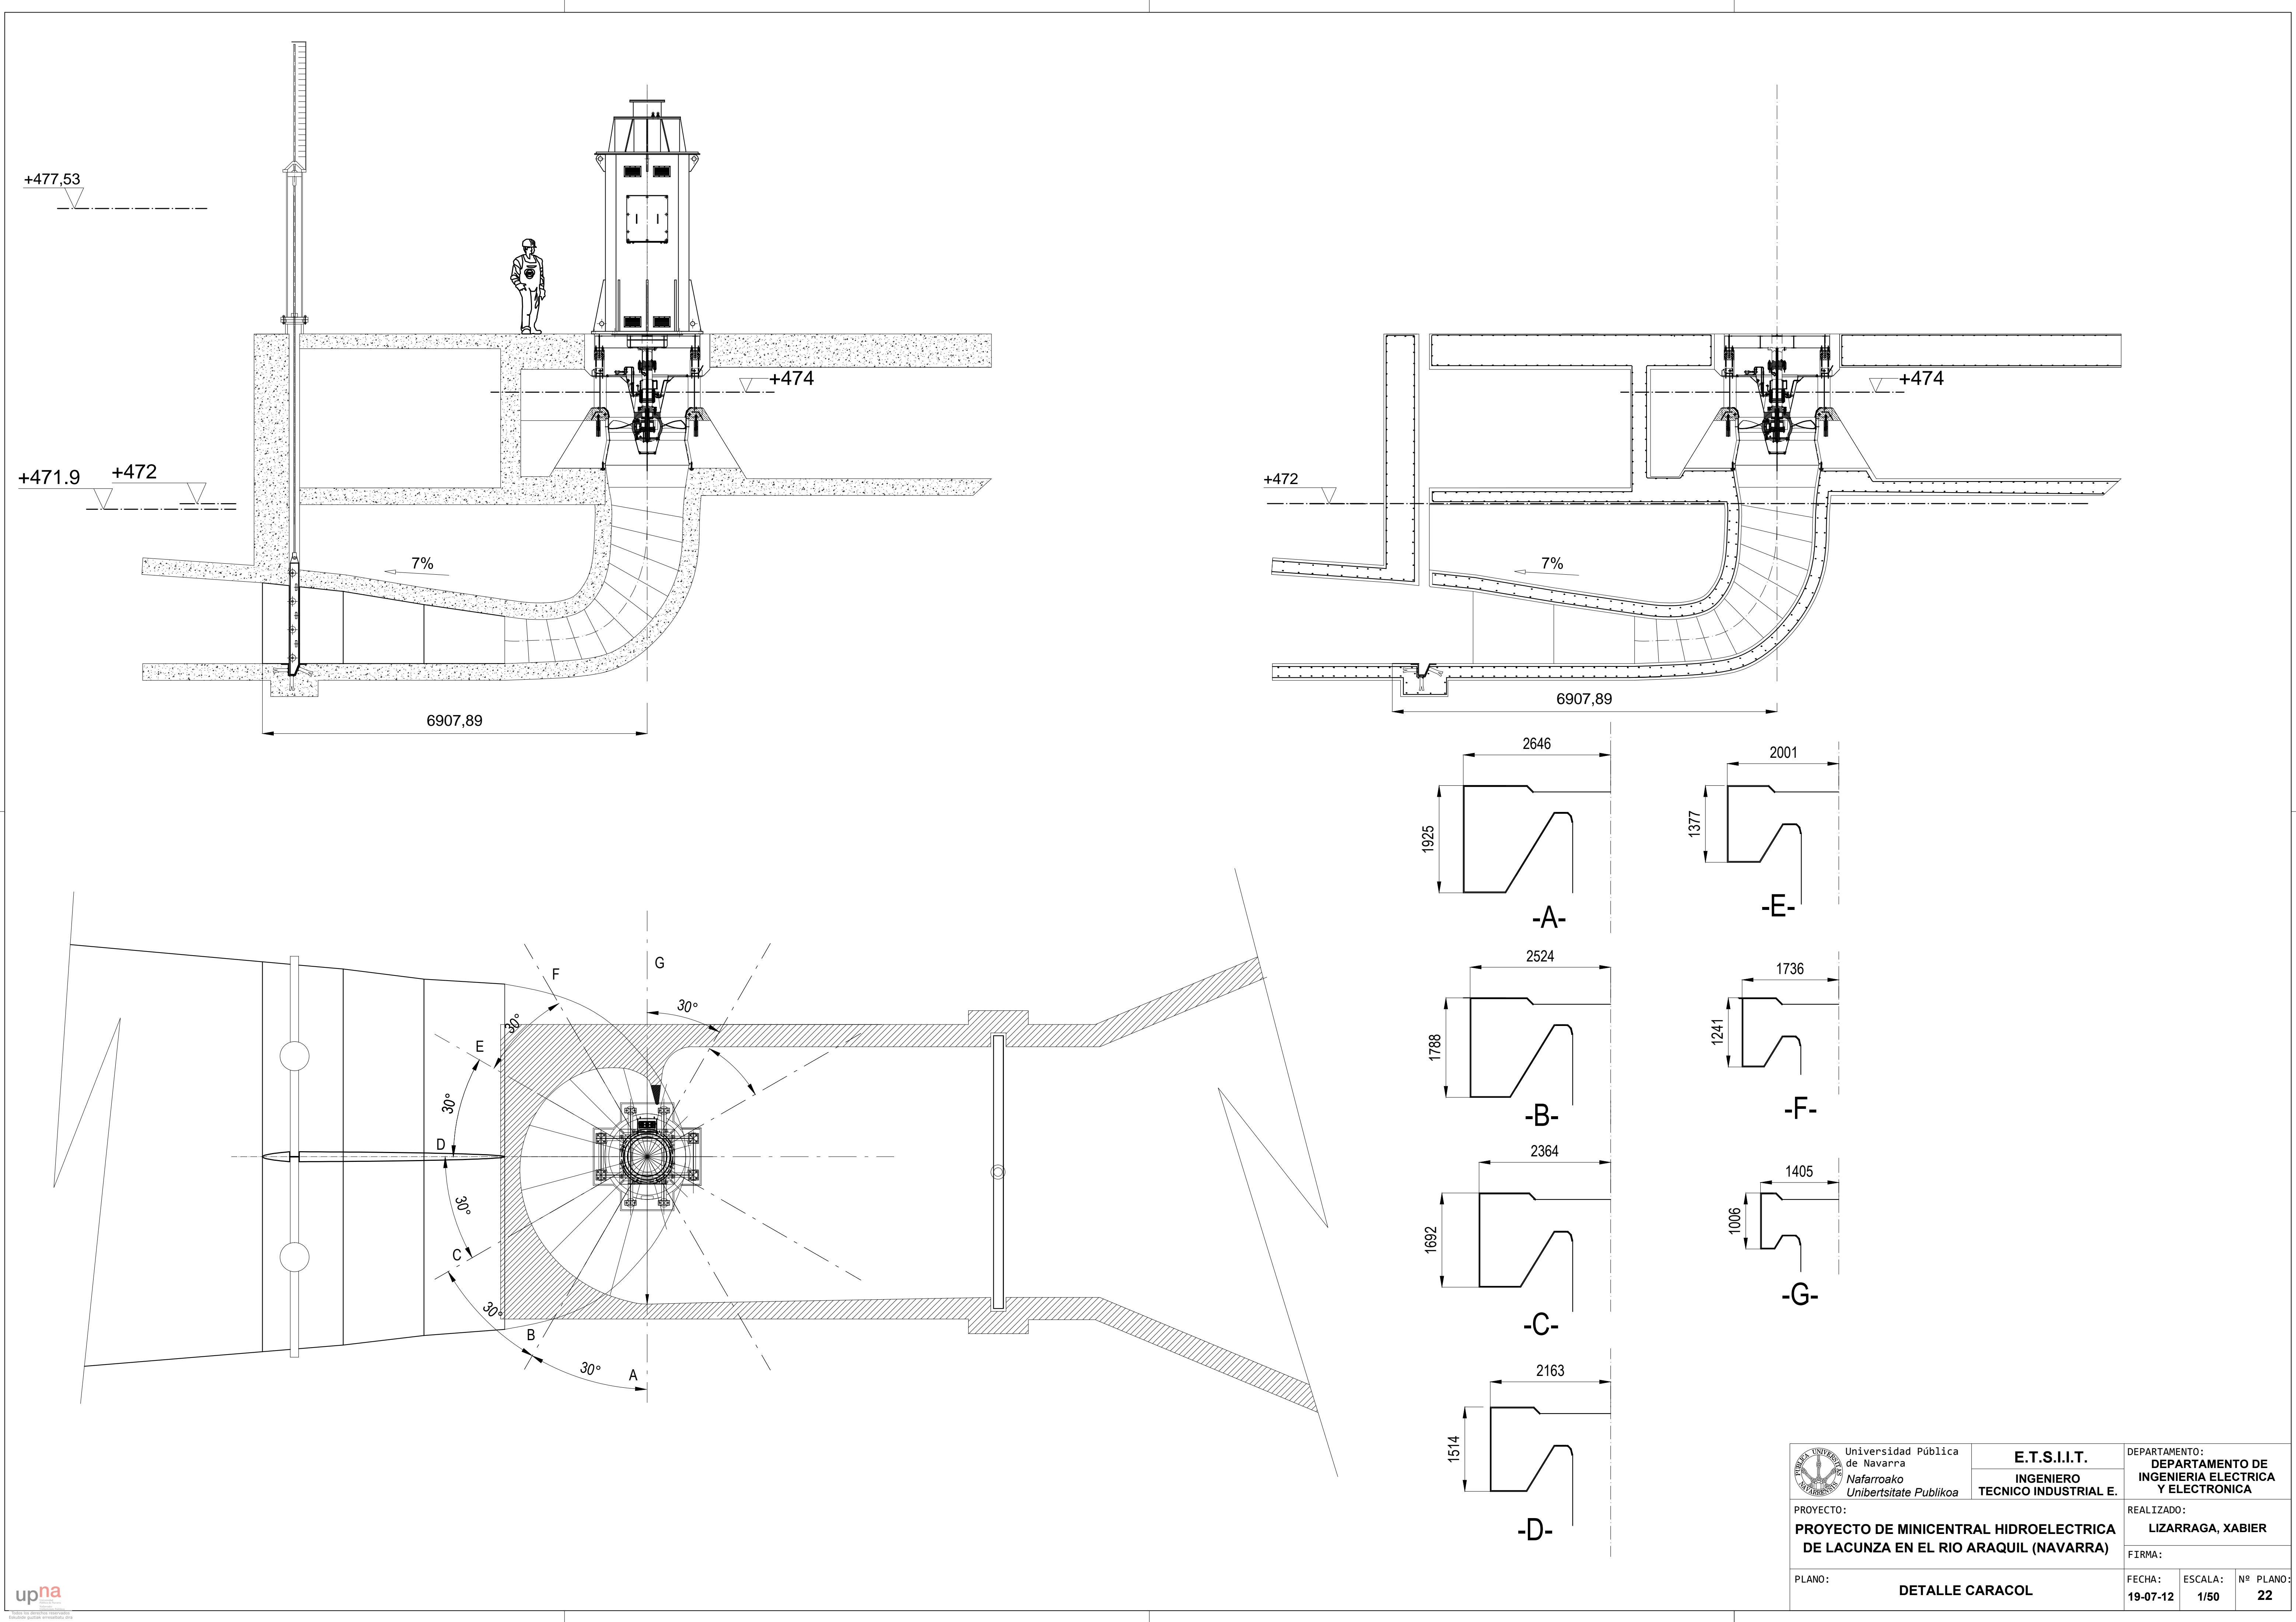 +477,53
+474
+471.9
+472
7%
6907,89
+474
+472
7%
6907,89
2646
1925
-A-
2001
1377
-E-
2524
1788
-B-
1736
1241
-F-
2364
1692
-C-
1405
1006
-G-
2163
1514
-D-
G
F
30°
30°
E
30°
D
30°
C
30°
B
30°
A
Universidad Pública
de Navarra
Nafarroako
Unibertsitate Publikoa
E.T.S.I.I.T.
INGENIERO
TECNICO INDUSTRIAL E.
DEPARTAMENTO:
DEPARTAMENTO DE
INGENIERIA ELECTRICA
Y ELECTRONICA
PROYECTO:
PROYECTO DE MINICENTRAL HIDROELECTRICA
DE LACUNZA EN EL RIO ARAQUIL (NAVARRA)
REALIZADO:
LIZARRAGA, XABIER
FIRMA:
PLANO:
DETALLE CARACOL
FECHA:
19-07-12
ESCALA:
1/50
Nº PLANO:
22
upna